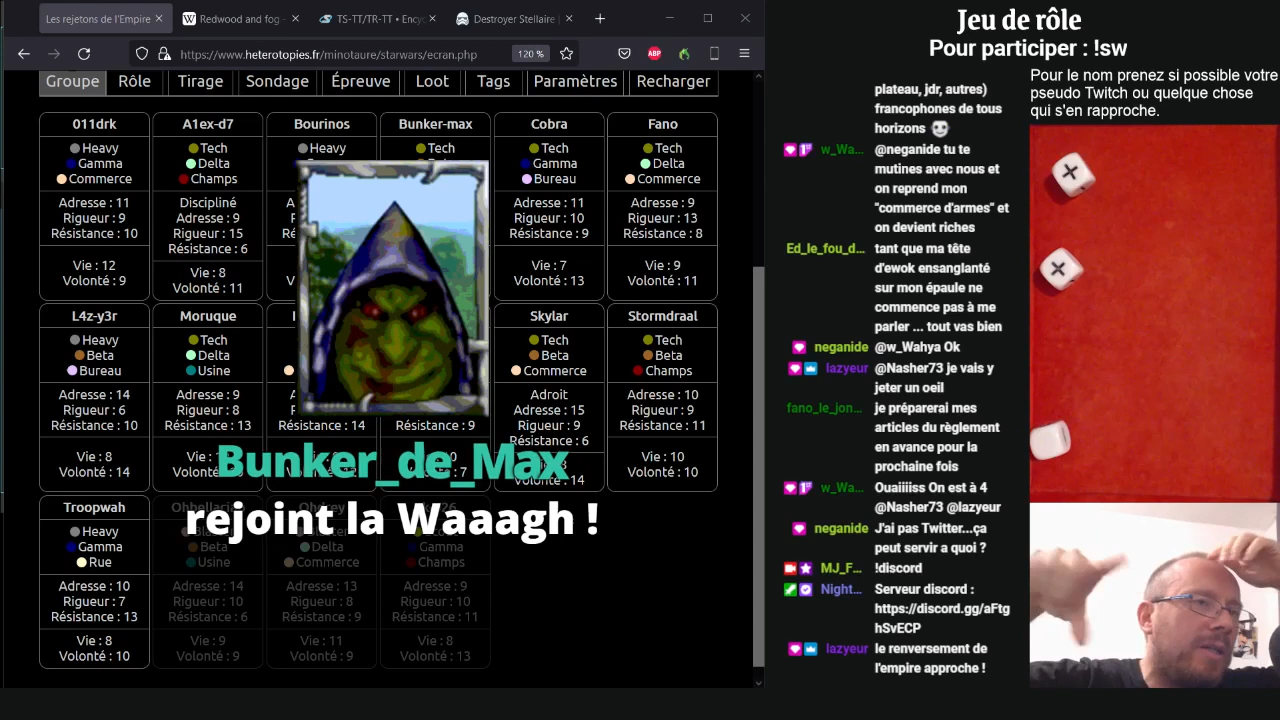 Les rejetons de l'Empire
Redwood and fog -
TS-TT/TR-TT • Ency
Destroyer Stellaire |
https://www.heterotopies.fr/minotaure/starwars/ecran.php
120 %
Groupe
Rôle
Tirage
Sondage
Épreuve
Loot
Tags
Paramètres
Recharger
011drk
Heavy
Gamma
Commerce
Adresse : 11
Rigueur : 9
Résistance : 10
Vie : 12
Volonté : 9
A1ex-d7
Tech
Delta
Champs
Discipliné
Adresse : 9
Rigueur : 15
Résistance : 6
Vie : 8
Volonté : 11
Bourinos
Heavy
Bunker-max
Tech
Cobra
Tech
Gamma
Bureau
Adresse : 11
Rigueur : 10
Résistance : 9
Vie : 7
Volonté : 13
Fano
Tech
Delta
Commerce
Adresse : 9
Rigueur : 13
Résistance : 8
Vie : 9
Volonté : 11
L4z-y3r
Heavy
Beta
Bureau
Adresse : 14
Rigueur : 6
Résistance : 10
Vie : 8
Volonté : 14
Moruque
Tech
Delta
Usine
Adresse : 9
Rigueur : 8
Résistance : 13
Résistance : 14
Résistance : 9
Skylar
Tech
Beta
Commerce
Adroit
Adresse : 15
Rigueur : 9
Résistance : 6
Stormdraal
Tech
Beta
Champs
Adresse : 10
Rigueur : 9
Résistance : 11
Vie : 10
Volonté : 10
Bunker_de_Max
rejoint la Waaagh !
Troopwah
Heavy
Gamma
Rue
Adresse : 10
Rigueur : 7
Résistance : 13
Vie : 8
Volonté : 10
Beta
Usine
Adresse : 14
Rigueur : 10
Résistance : 6
Vie : 9
Volonté : 9
Delta
Commerce
Adresse : 13
Rigueur : 8
Résistance : 9
Vie : 11
Volonté : 9
Gamma
Champs
Adresse : 9
Rigueur : 10
Résistance : 11
Vie : 8
Volonté : 13
plateau, jdr, autres)
francophones de tous
horizons
w_Wa... @neganide tu te
mutines avec nous et
on reprend mon
"commerce d'armes" et
on devient riches
Ed_le_fou_d... tant que ma tête
d'ewok ensanglanté
sur mon épaule ne
commence pas à me
parler ... tout vas bien
neganide @w_Wahya Ok
lazyeur @Nasher73 je vais y
jeter un oeil
fano_le_jon... je préparerai mes
articles du règlement
en avance pour la
prochaine fois
w_Wa... Ouaiiiiss On est à 4
@Nasher73 @lazyeur
neganide J'ai pas Twitter...ça
peut servir a quoi ?
MJ_F... !discord
Night... Serveur discord :
https://discord.gg/aFtg
hSvECP
lazyeur le renversement de
l'empire approche !
Jeu de rôle
Pour participer : !sw
Pour le nom prenez si possible votre
pseudo Twitch ou quelque chose
qui s'en rapproche.